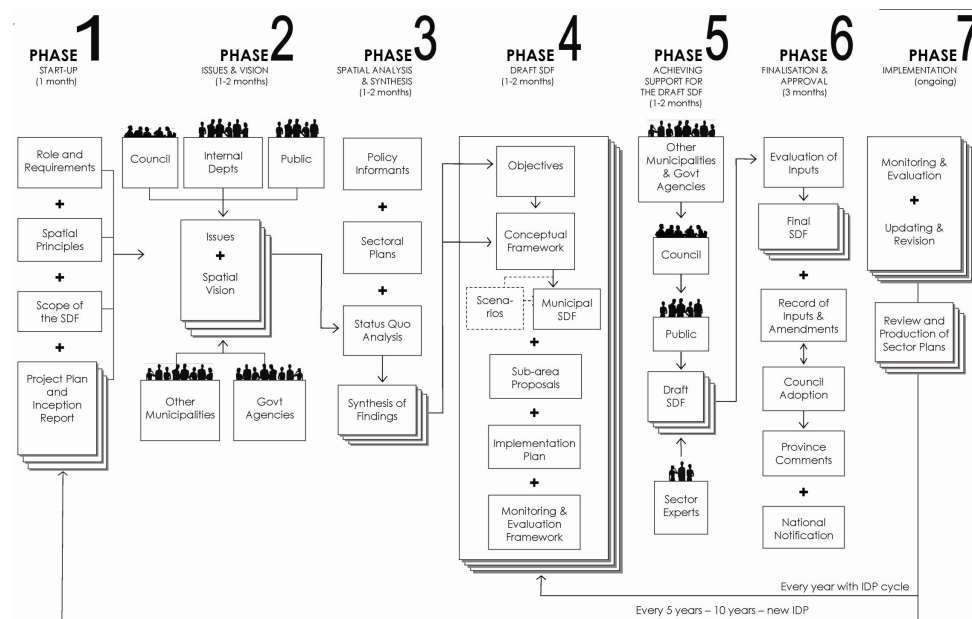 PHASE 1
START-UP
(1 month)
Role and
Requirements
+
Spatial
Principles
+
Scope of
the SDF
+
Project Plan
and
Inception
Report
PHASE 2
ISSUES & VISION
(1-2 months)
Council
Internal
Depts
Public
Issues
+
Spatial
Vision
Other
Municipalities
Govt
Agencies
PHASE 3
SPATIAL ANALYSIS
& SYNTHESIS
(1-2 months)
Policy
Informants
+
Sectoral
Plans
+
Status Quo
Analysis
Synthesis of
Findings
PHASE 4
DRAFT SDF
(1-2 months)
Objectives
Conceptual
Framework
Scena-
rios
Municipal
SDF
+
Sub-area
Proposals
+
Implementation
Plan
+
Monitoring &
Evaluation
Framework
PHASE 5
ACHIEVING
SUPPORT FOR
THE DRAFT SDF
(1-2 months)
Other
Municipalities
& Govt
Agencies
Council
Public
Draft
SDF
Sector
Experts
PHASE 6
FINALISATION &
APPROVAL
(3 months)
Evaluation of
Inputs
Final
SDF
+
Record of
Inputs &
Amendments
Council
Adoption
Province
Comments
+
National
Notification
PHASE 7
IMPLEMENTATION
(ongoing)
Monitoring &
Evaluation
+
Updating &
Revision
Review and
Production of
Sector Plans
Every year with IDP cycle
Every 5 years – 10 years – new IDP